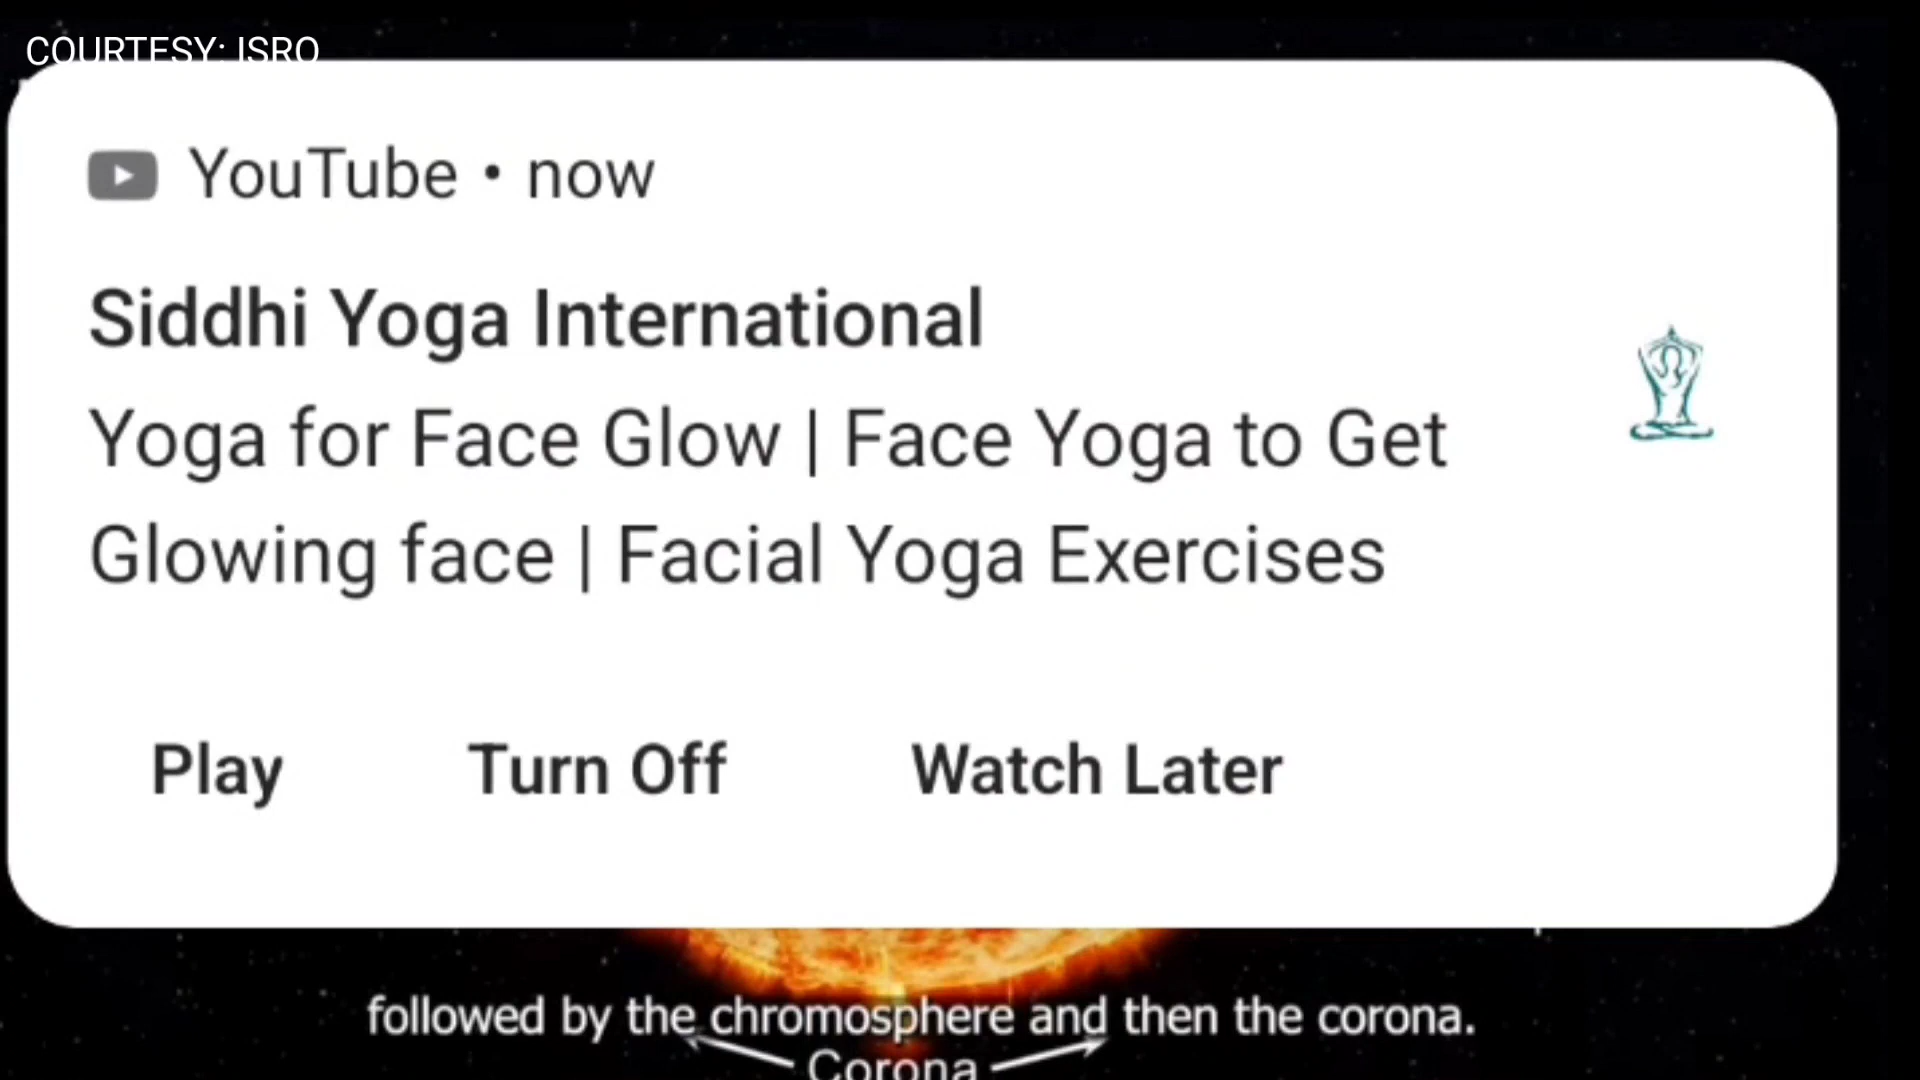 COURTESY: ISRO
YouTube • now
Siddhi Yoga International
Yoga for Face Glow | Face Yoga to Get
Glowing face | Facial Yoga Exercises
Play Turn Off Watch Later
followed by the chromosphere and then the corona.
Corona